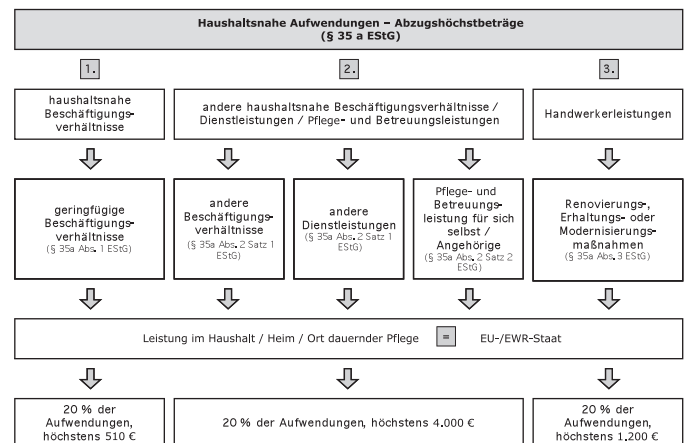 Haushaltsnahe Aufwendungen – Abzugshöchstbeträge
(§ 35 a EStG)
1.
2.
3.
haushaltsnahe
Beschäftigungs-
verhältnisse
andere haushaltsnahe Beschäftigungsverhältnisse /
Dienstleistungen / Pflege- und Betreuungsleistungen
Handwerkerleistungen
geringfügige
Beschäftigungs-
verhältnisse
(§ 35a Abs. 1 EStG)
andere
Beschäftigungs-
verhältnisse
(§ 35a Abs. 2 Satz 1
EStG)
andere
Dienstleistungen
(§ 35a Abs. 2 Satz 1
EStG)
Pflege- und
Betreuungs-
leistung für sich
selbst /
Angehörige
(§ 35a Abs. 2 Satz 2
EStG)
Renovierungs-,
Erhaltungs- oder
Modernisierungs-
maßnahmen
(§ 35a Abs. 3 EStG)
Leistung im Haushalt / Heim / Ort dauernder Pflege = EU-/EWR-Staat
20 % der
Aufwendungen,
höchstens 510 €
20 % der Aufwendungen, höchstens 4.000 €
20 % der
Aufwendungen,
höchstens 1.200 €